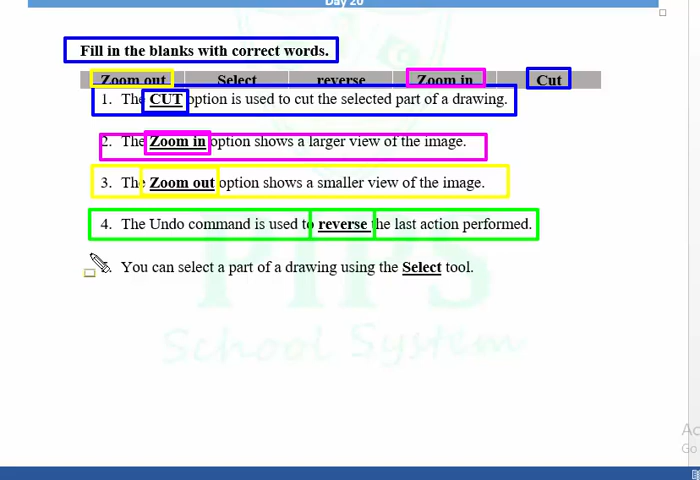 Day 20
Fill in the blanks with correct words.
Zoom out Select reverse Zoom in Cut
1. The CUT option is used to cut the selected part of a drawing.
2. The Zoom in option shows a larger view of the image.
3. The Zoom out option shows a smaller view of the image.
4. The Undo command is used to reverse the last action performed.
You can select a part of a drawing using the Select tool.
PIPS
School System
Go